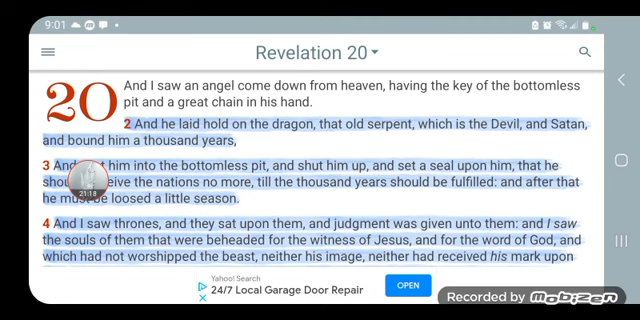 9:01
Revelation 20
20 And I saw an angel come down from heaven, having the key of the bottomless
pit and a great chain in his hand.
2 And he laid hold on the dragon, that old serpent, which is the Devil, and Satan,
and bound him a thousand years,
3 And him into the bottomless pit, and shut him up, and set a seal upon him, that he
the nations no more, till the thousand years should be fulfilled: and after that
he must be loosed a little season.
21:18
4 And I saw thrones, and they sat upon them, and judgment was given unto them: and I saw
the souls of them that were beheaded for the witness of Jesus, and for the word of God, and
which had not worshipped the beast, neither his image, neither had received his mark upon
Yahoo! Search
24/7 Local Garage Door Repair
OPEN
Recorded by Mobizen